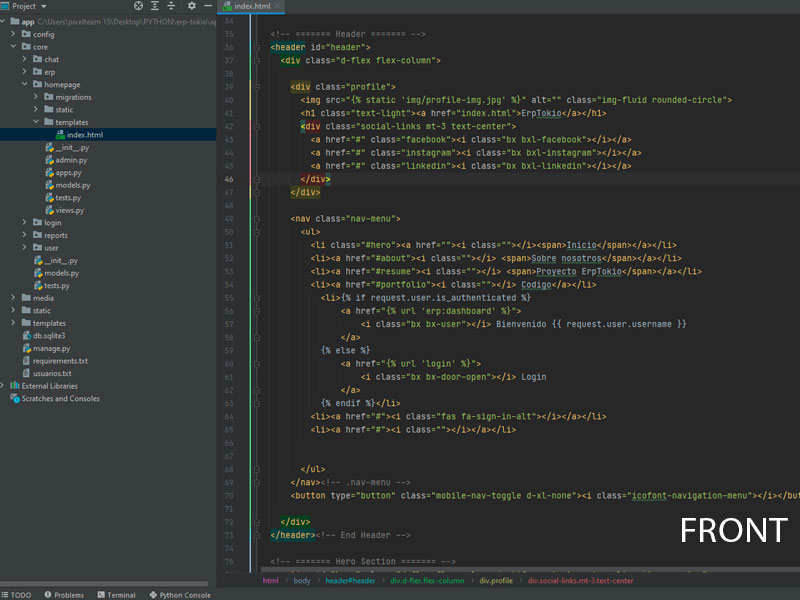 Project
index.html
app C:\Users\pixelteam 15\Desktop\PYTHON\erp-tokio\ap
config
core
chat
erp
homepage
migrations
static
templates
index.html
__init__.py
admin.py
apps.py
models.py
tests.py
views.py
login
reports
user
__init__.py
models.py
tests.py
media
static
templates
db.sqlite3
manage.py
requirements.txt
usuarios.txt
External Libraries
Scratches and Consoles
34
35 <!-- ======= Header ======= -->
36 <header id="header">
37 <div class="d-flex flex-column">
38
39 <div class="profile">
40 <img src="{% static 'img/profile-img.jpg' %}" alt="" class="img-fluid rounded-circle">
41 <h1 class="text-light"><a href="index.html">ErpTokio</a></h1>
42 <div class="social-links mt-3 text-center">
43 <a href="#" class="facebook"><i class="bx bxl-facebook"></i></a>
44 <a href="#" class="instagram"><i class="bx bxl-instagram"></i></a>
45 <a href="#" class="linkedin"><i class="bx bxl-linkedin"></i></a>
46 </div>
47 </div>
48
49 <nav class="nav-menu">
50 <ul>
51 <li class="#hero"><a href=""><i class=""></i><span>Inicio</span></a></li>
52 <li><a href="#about"><i class=""></i> <span>Sobre nosotros</span></a></li>
53 <li><a href="#resume"><i class=""></i> <span>Proyecto ErpTokio</span></a></li>
54 <li><a href="#portfolio"><i class=""></i> Codigo</a></li>
55 <li>{% if request.user.is_authenticated %}
56 <a href="{% url 'erp:dashboard' %}">
57 <i class="bx bx-user"></i> Bienvenido {{ request.user.username }}
58 </a>
59 {% else %}
60 <a href="{% url 'login' %}">
61 <i class="bx bx-door-open"></i> Login
62 </a>
63 {% endif %}</li>
64 <li><a href="#"><i class="fas fa-sign-in-alt"></i></a></li>
65 <li><a href="#"><i class=""></i></a></li>
66
67
68 </ul>
69 </nav><!-- .nav-menu -->
70 <button type="button" class="mobile-nav-toggle d-xl-none"><i class="icofont-navigation-menu"></i></but
71
72 </div>
73 </header><!-- End Header -->
74
75 <!-- ======= Hero Section ======= -->
FRONT
html › body › header#header › div.d-flex.flex-column › div.profile › div.social-links.mt-3.text-center
TODO Problems Terminal Python Console